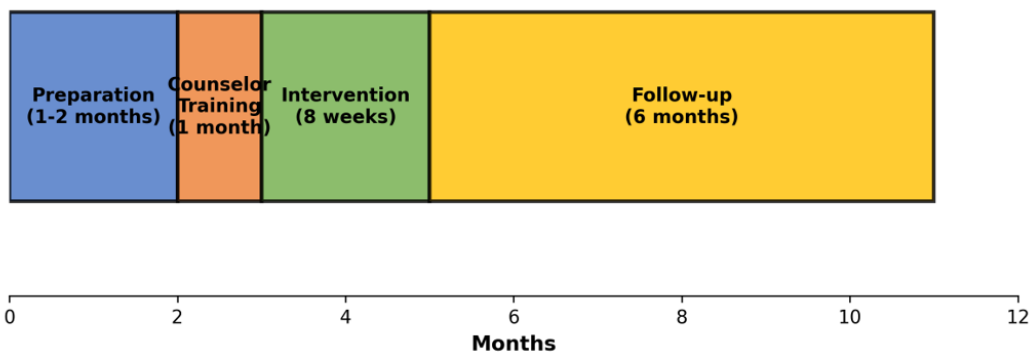 Preparation
(1-2 months)
Counselor
Training
(1 month)
Intervention
(8 weeks)
Follow-up
(6 months)
0 2 4 6 8 10 12
Months